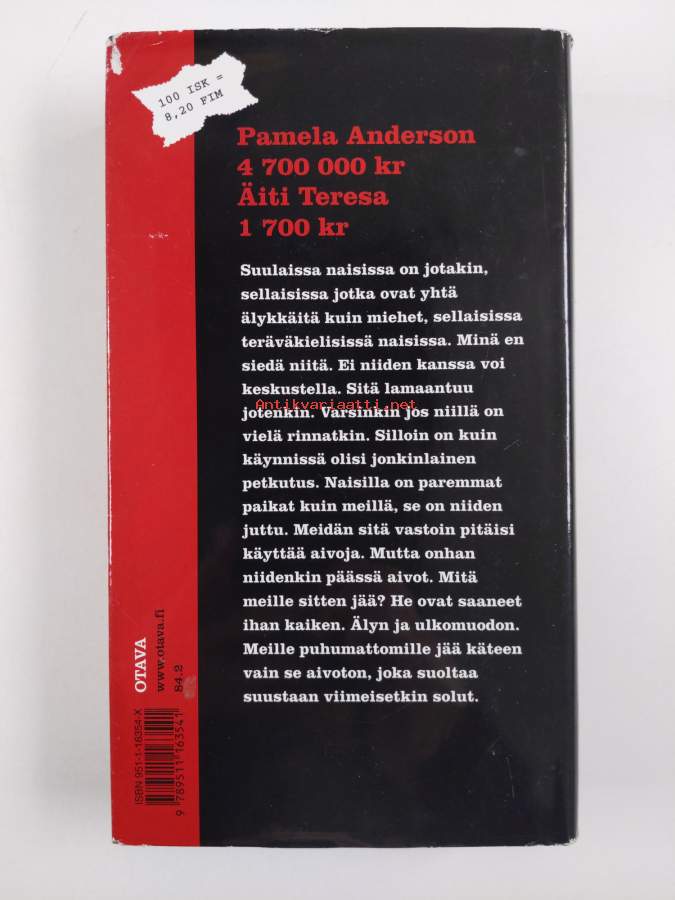 100 ISK =
8,20 FIM
Pamela Anderson
4 700 000 kr
Äiti Teresa
1 700 kr
Suulaissa naisissa on jotakin,
sellaisissa jotka ovat yhtä
älykkäitä kuin miehet, sellaisissa
teräväkielisissä naisissa. Minä en
siedä niitä. Ei niiden kanssa voi
keskustella. Sitä lamaantuu
Antikvariaatti.net
jotenkin. Varsinkin jos niillä on
vielä rinnatkin. Silloin on kuin
käynnissä olisi jonkinlainen
petkutus. Naisilla on paremmat
paikat kuin meillä, se on niiden
juttu. Meidän sitä vastoin pitäisi
käyttää aivoja. Mutta onhan
niidenkin päässä aivot. Mitä
meille sitten jää? He ovat saaneet
ihan kaiken. Älyn ja ulkomuodon.
Meille puhumattomille jää käteen
vain se aivoton, joka suoltaa
suustaan viimeisetkin solut.
OTAVA
www.otava.fi
84.2
ISBN 951-1-16354-X
9 789511 163541